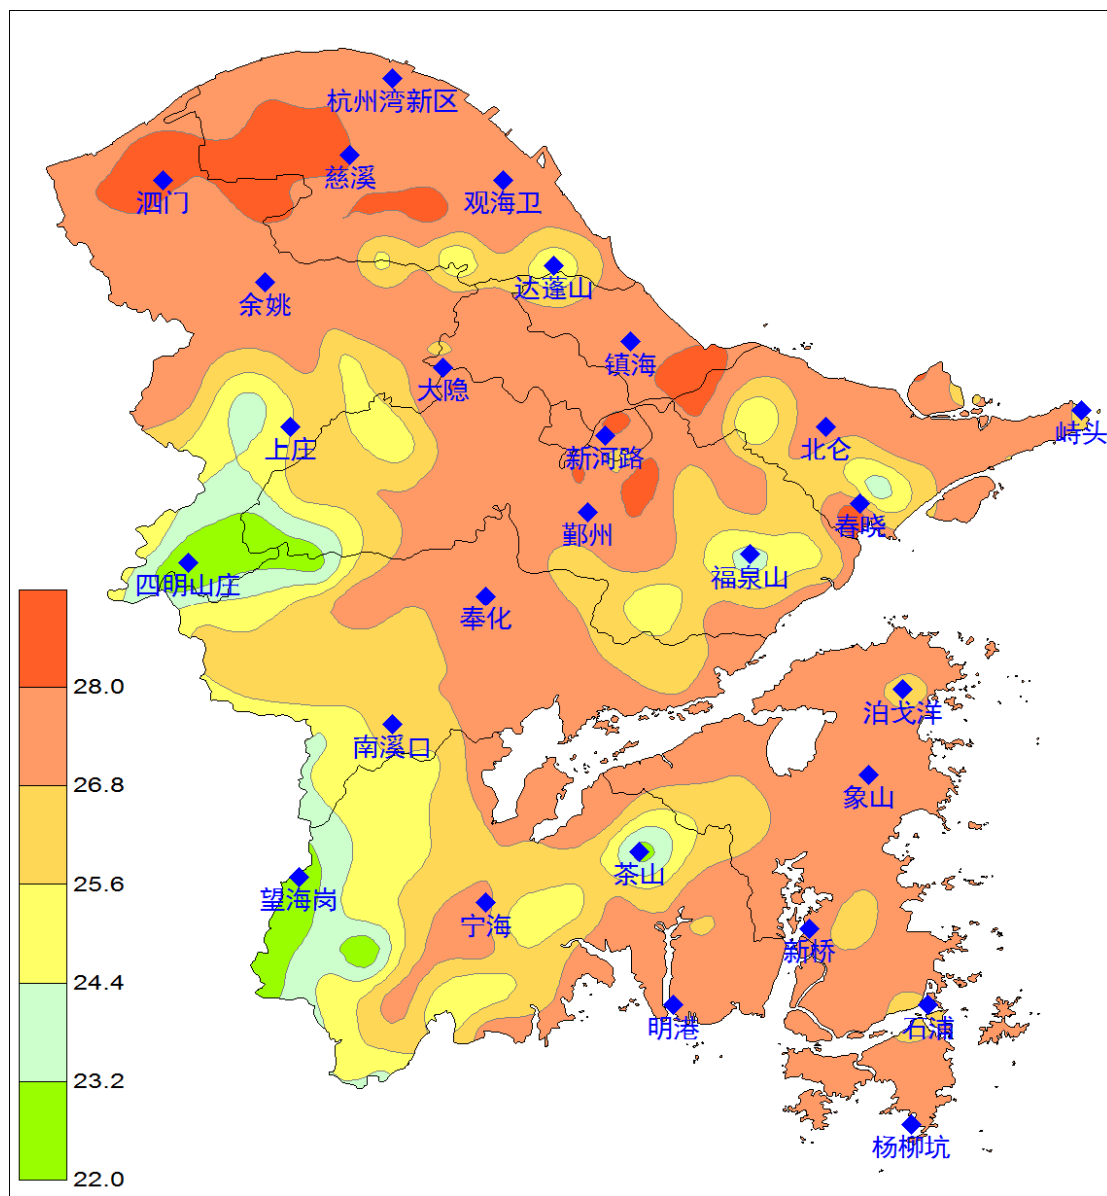 杭州湾新区
慈溪
泗门
观海卫
余姚
达蓬山
镇海
大隐
峙头
上庄
新河路
北仑
鄞州
春晓
四明山庄
福泉山
奉化
28.0
泊戈洋
南溪口
26.8
象山
茶山
25.6
望海岗
宁海
新桥
24.4
明港
石浦
23.2
杨柳坑
22.0